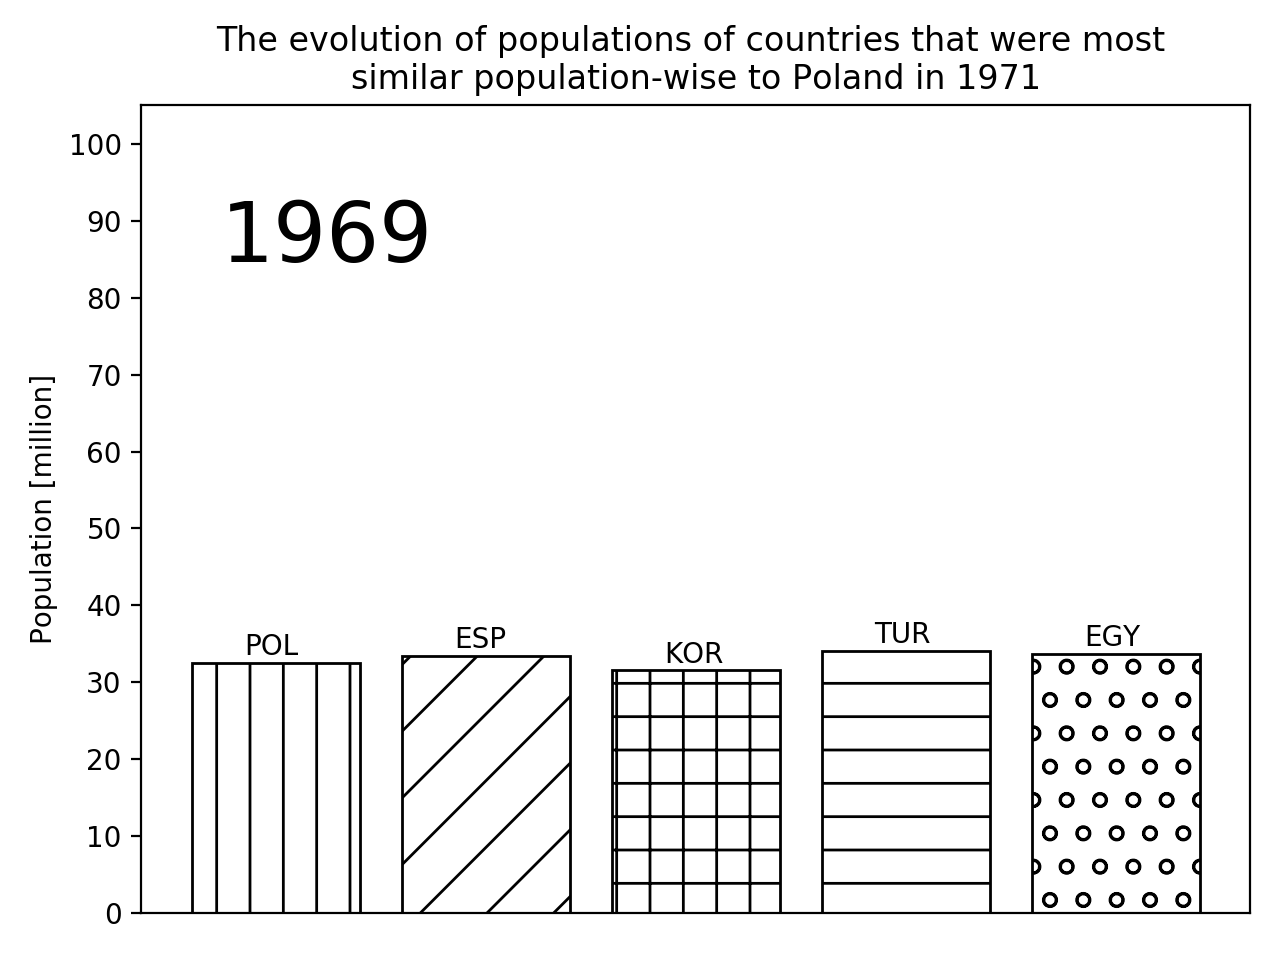 The evolution of populations of countries that were most
similar population-wise to Poland in 1971
1969
Population [million]
100
90
80
70
60
50
40
30
20
10
0
POL
ESP
KOR
TUR
EGY